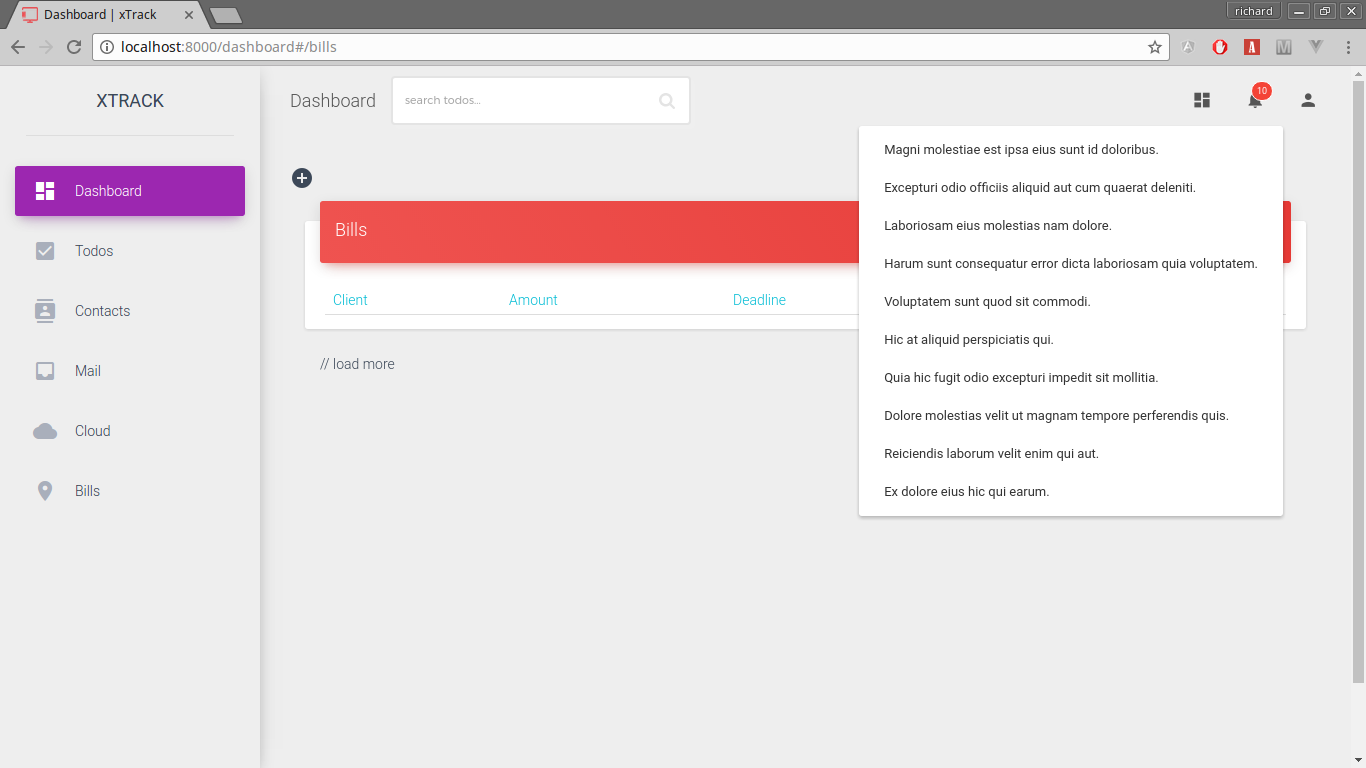 Dashboard | xTrack
richard
localhost:8000/dashboard#/bills
XTRACK
Dashboard
search todos...
10
Dashboard
Todos
Contacts
Mail
Cloud
Bills
Bills
Client Amount Deadline
// load more
Magni molestiae est ipsa eius sunt id doloribus.
Excepturi odio officiis aliquid aut cum quaerat deleniti.
Laboriosam eius molestias nam dolore.
Harum sunt consequatur error dicta laboriosam quia voluptatem.
Voluptatem sunt quod sit commodi.
Hic at aliquid perspiciatis qui.
Quia hic fugit odio excepturi impedit sit mollitia.
Dolore molestias velit ut magnam tempore perferendis quis.
Reiciendis laborum velit enim qui aut.
Ex dolore eius hic qui earum.